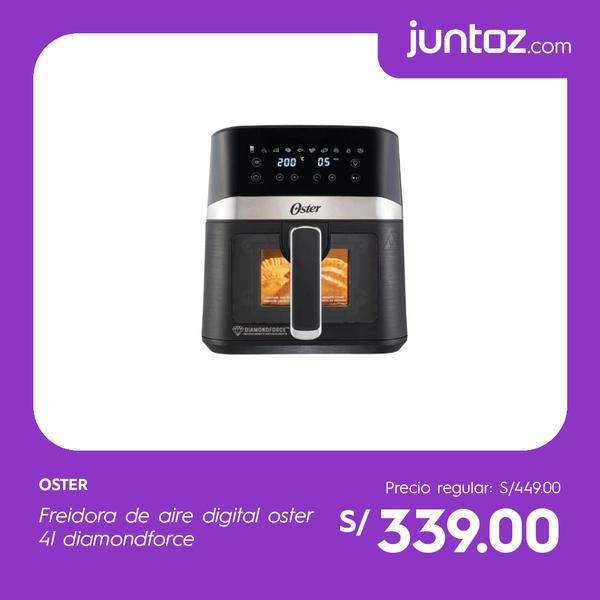 juntoz.com
200 °C 05
Oster
DIAMONDFORCE™
OSTER
Freidora de aire digital oster
4l diamondforce
Precio regular: S/449.00
S/ 339.00